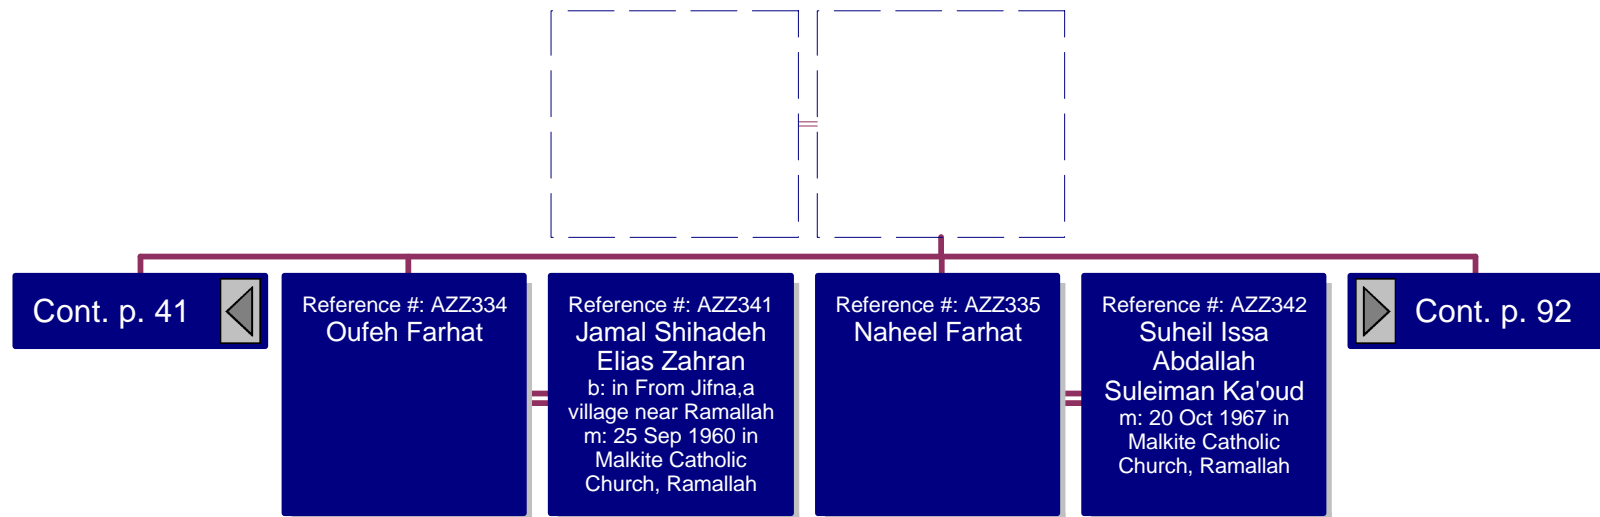 Cont. p. 41
Reference #: AZZ334
Oufeh Farhat
Reference #: AZZ341
Jamal Shihadeh
Elias Zahran
b: in From Jifna,a
village near Ramallah
m: 25 Sep 1960 in
Malkite Catholic
Church, Ramallah
Reference #: AZZ335
Naheel Farhat
Reference #: AZZ342
Suheil Issa
Abdallah
Suleiman Ka'oud
m: 20 Oct 1967 in
Malkite Catholic
Church, Ramallah
Cont. p. 92